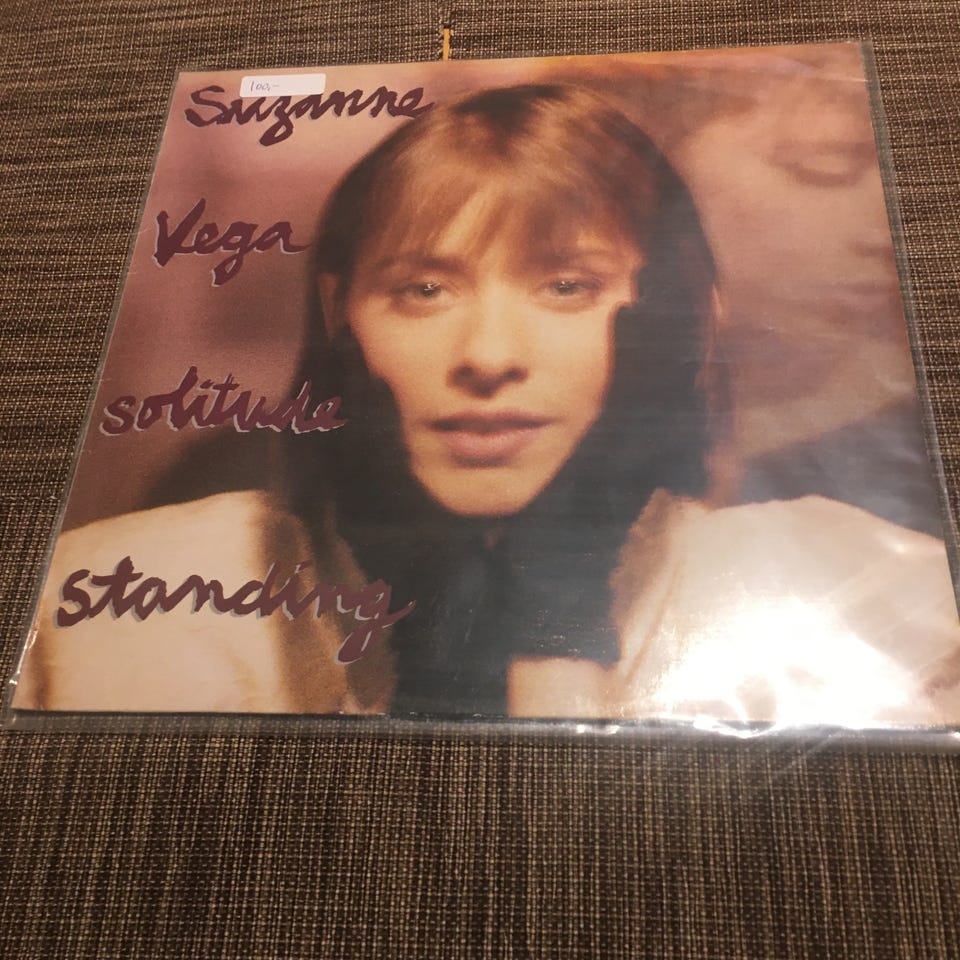 100,-
Suzanne
Vega
solitude
standing